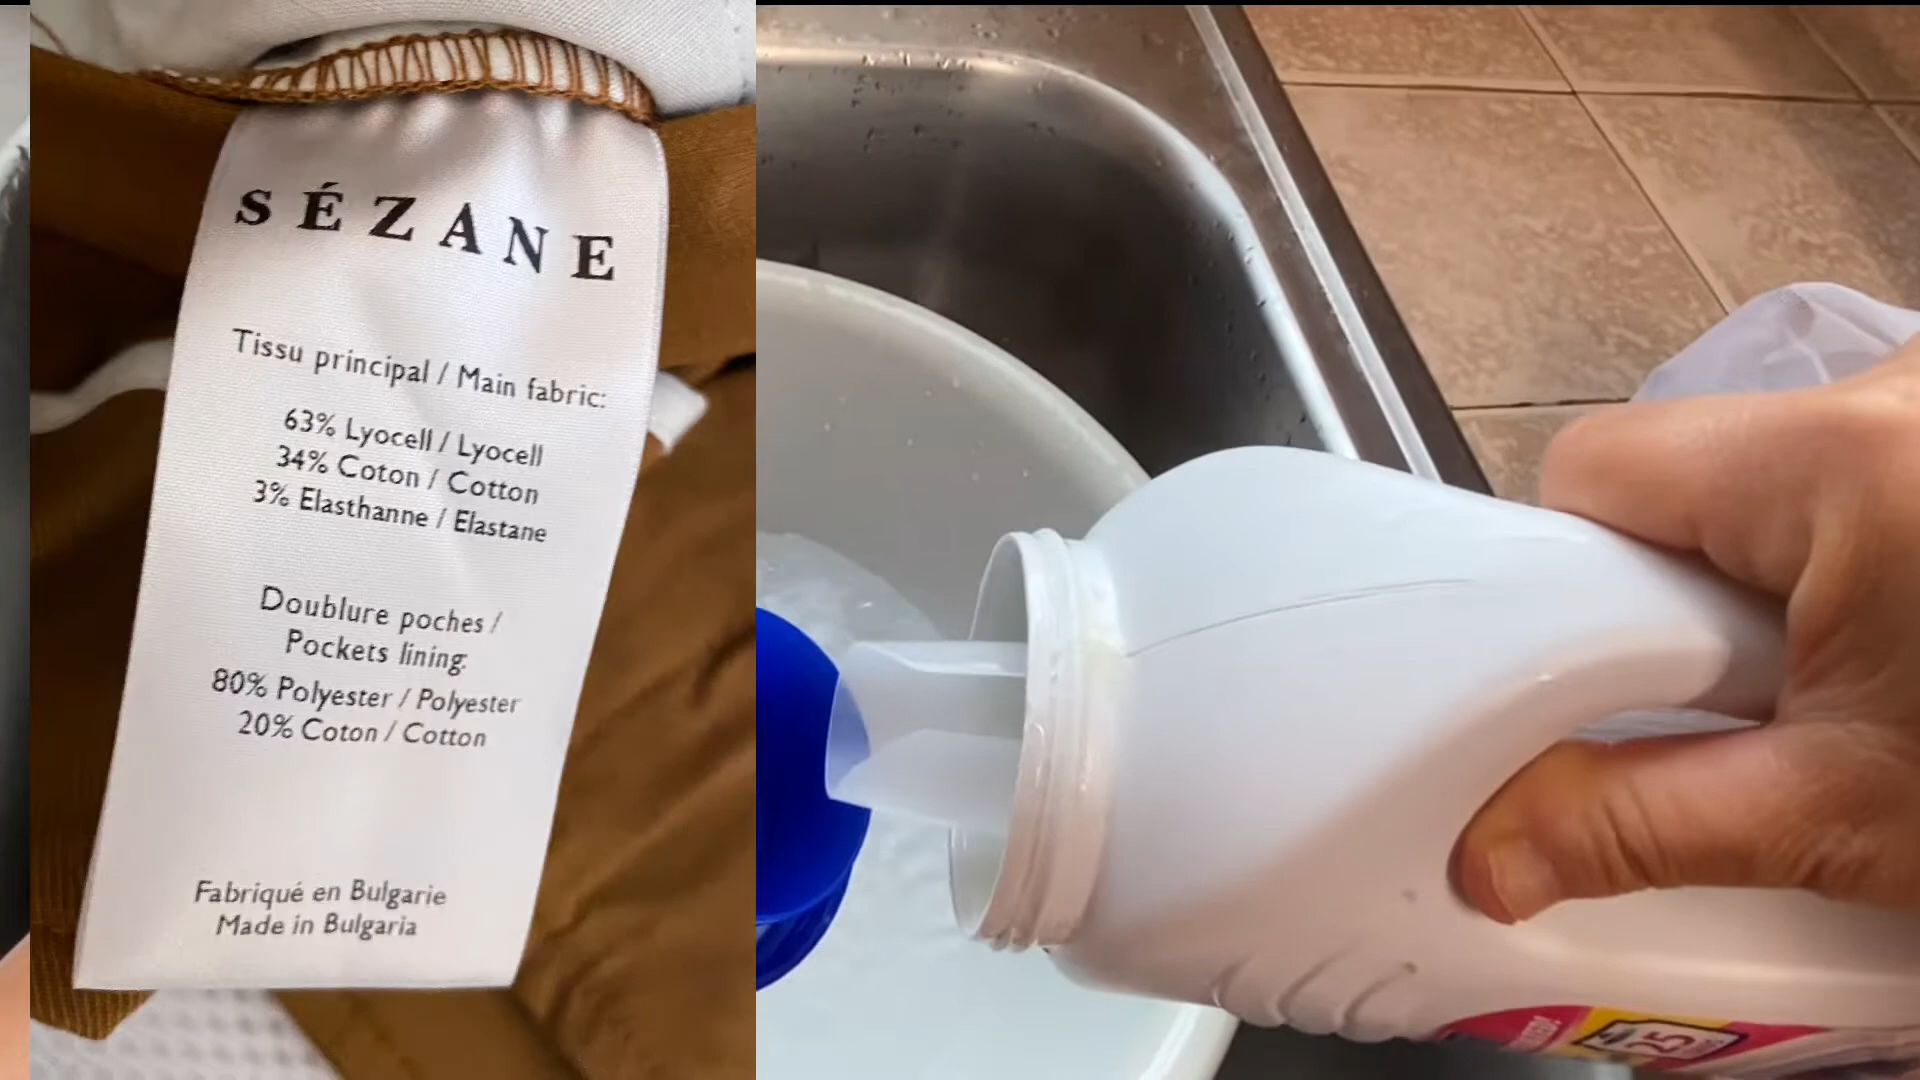 SÉZANE
Tissu principal / Main fabric:
63% Lyocell / Lyocell
34% Coton / Cotton
3% Elasthanne / Elastane
Doublure poches /
Pockets lining:
80% Polyester / Polyester
20% Coton / Cotton
Fabriqué en Bulgarie
Made in Bulgaria
25